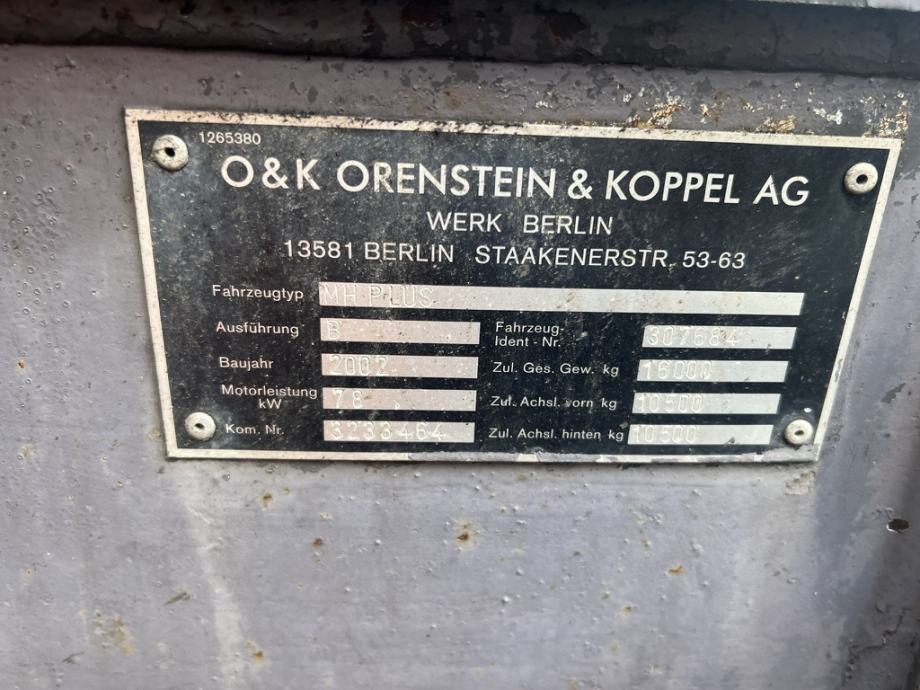 1265380
O&K ORENSTEIN & KOPPEL AG
WERK BERLIN
13581 BERLIN STAAKENERSTR. 53-63
Fahrzeugtyp MH PLUS
Ausführung B
Fahrzeug-
Ident - Nr. 307684
Baujahr 2002
Zul. Ges. Gew. kg 16000
Motorleistung
kW 78
Zul. Achsl. vorn kg 10500
Kom. Nr. 3233464
Zul. Achsl. hinten kg 10500